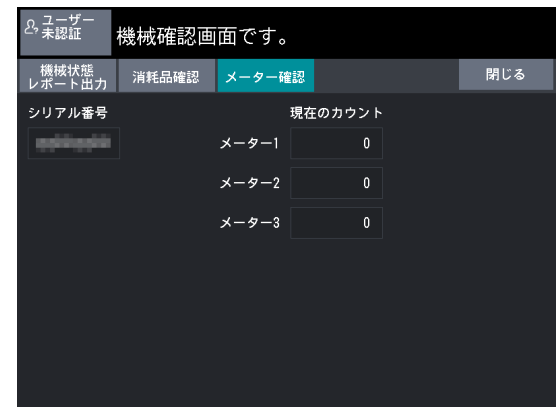 ユーザー
未認証
機械確認画面です。
機械状態
レポート出力
消耗品確認
メーター確認
閉じる
シリアル番号
現在のカウント
メーター1
0
メーター2
0
メーター3
0